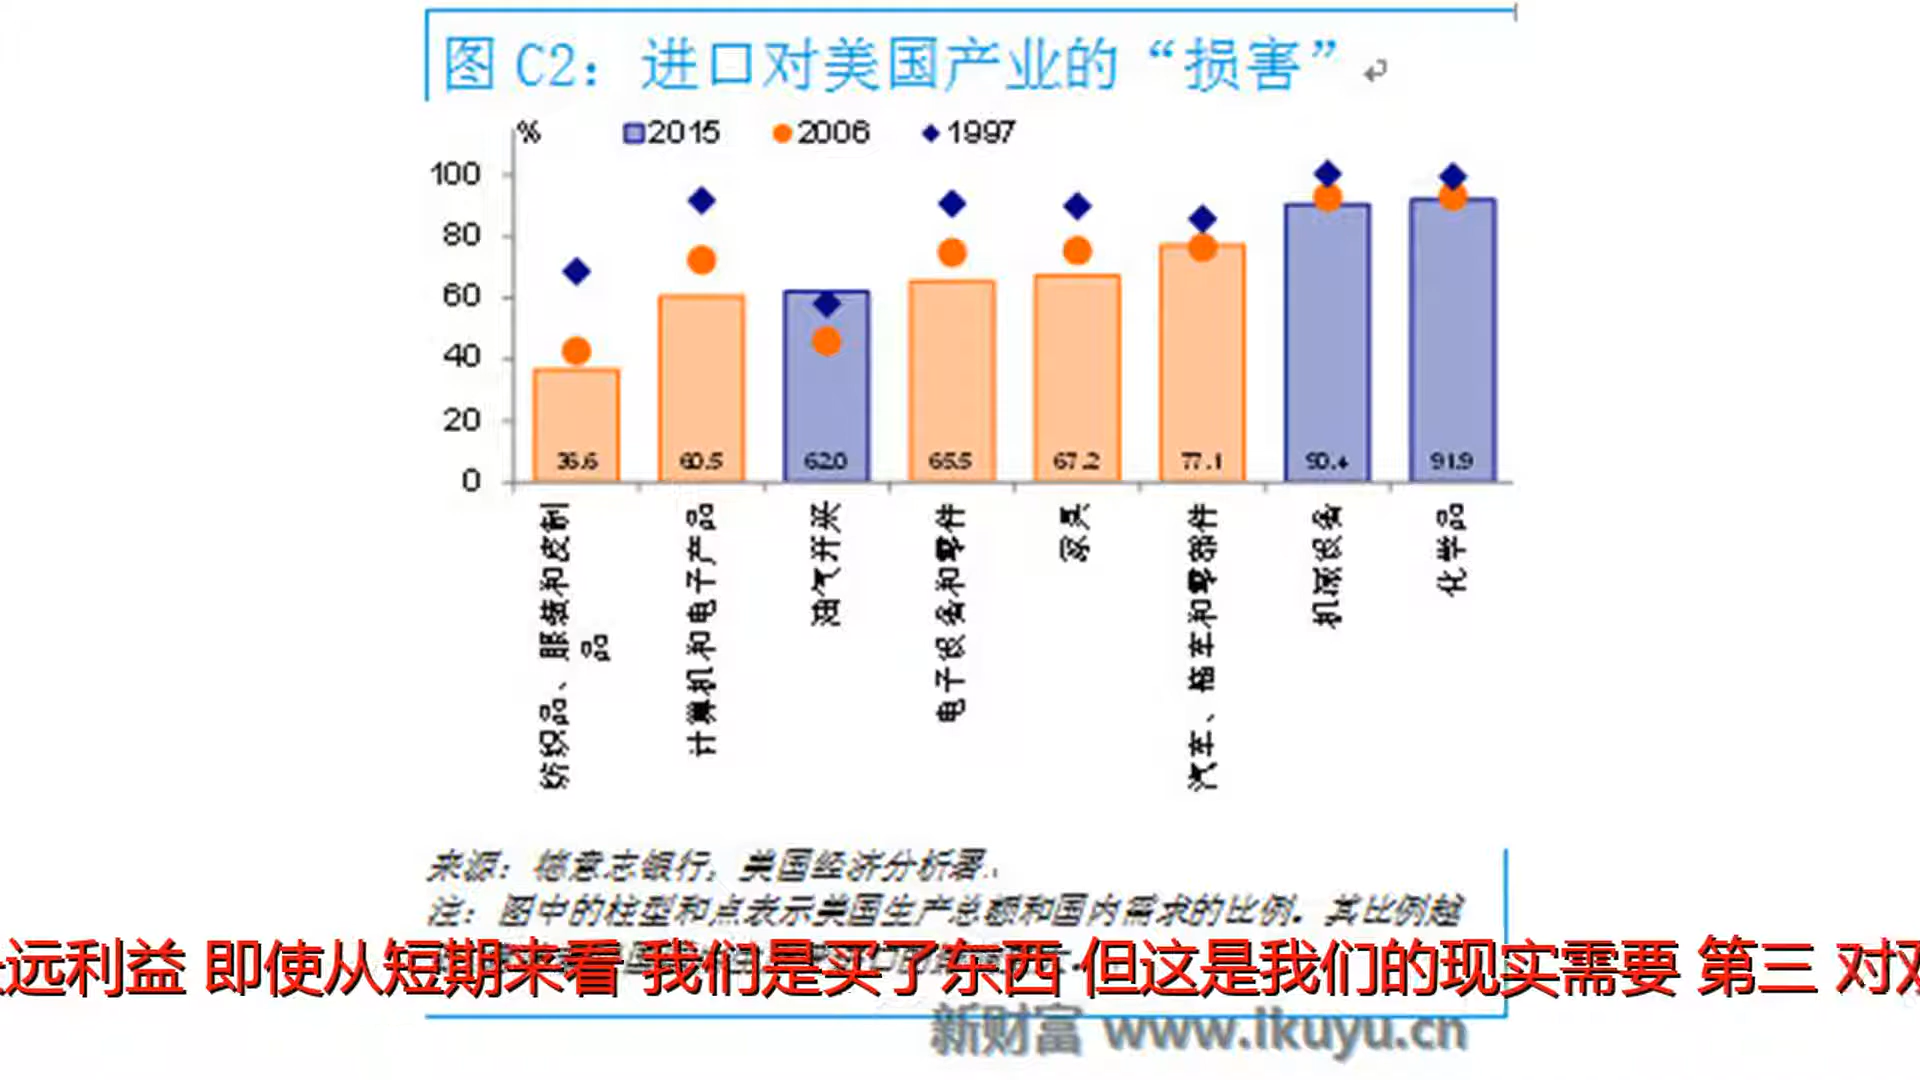 图 C2：进口对美国产业的“损害”
% 2015 2006 1997
100
80
60
40
20
0
36.6 60.5 62.0 65.5 67.2 77.1 90.4 91.9
纺织品、服装和皮制品
计算机和电子产品
油气开采
电子设备和零件
家具
汽车、拖车和零部件
机械设备
化学品
来源：德意志银行，美国经济分析署.
注：图中的柱型和点表示美国生产总额和国内需求的比例。其比例越
远利益 即使从短期来看 我们是买了东西 但这是我们的现实需要 第三 对
新财富 www.ikuyu.cn